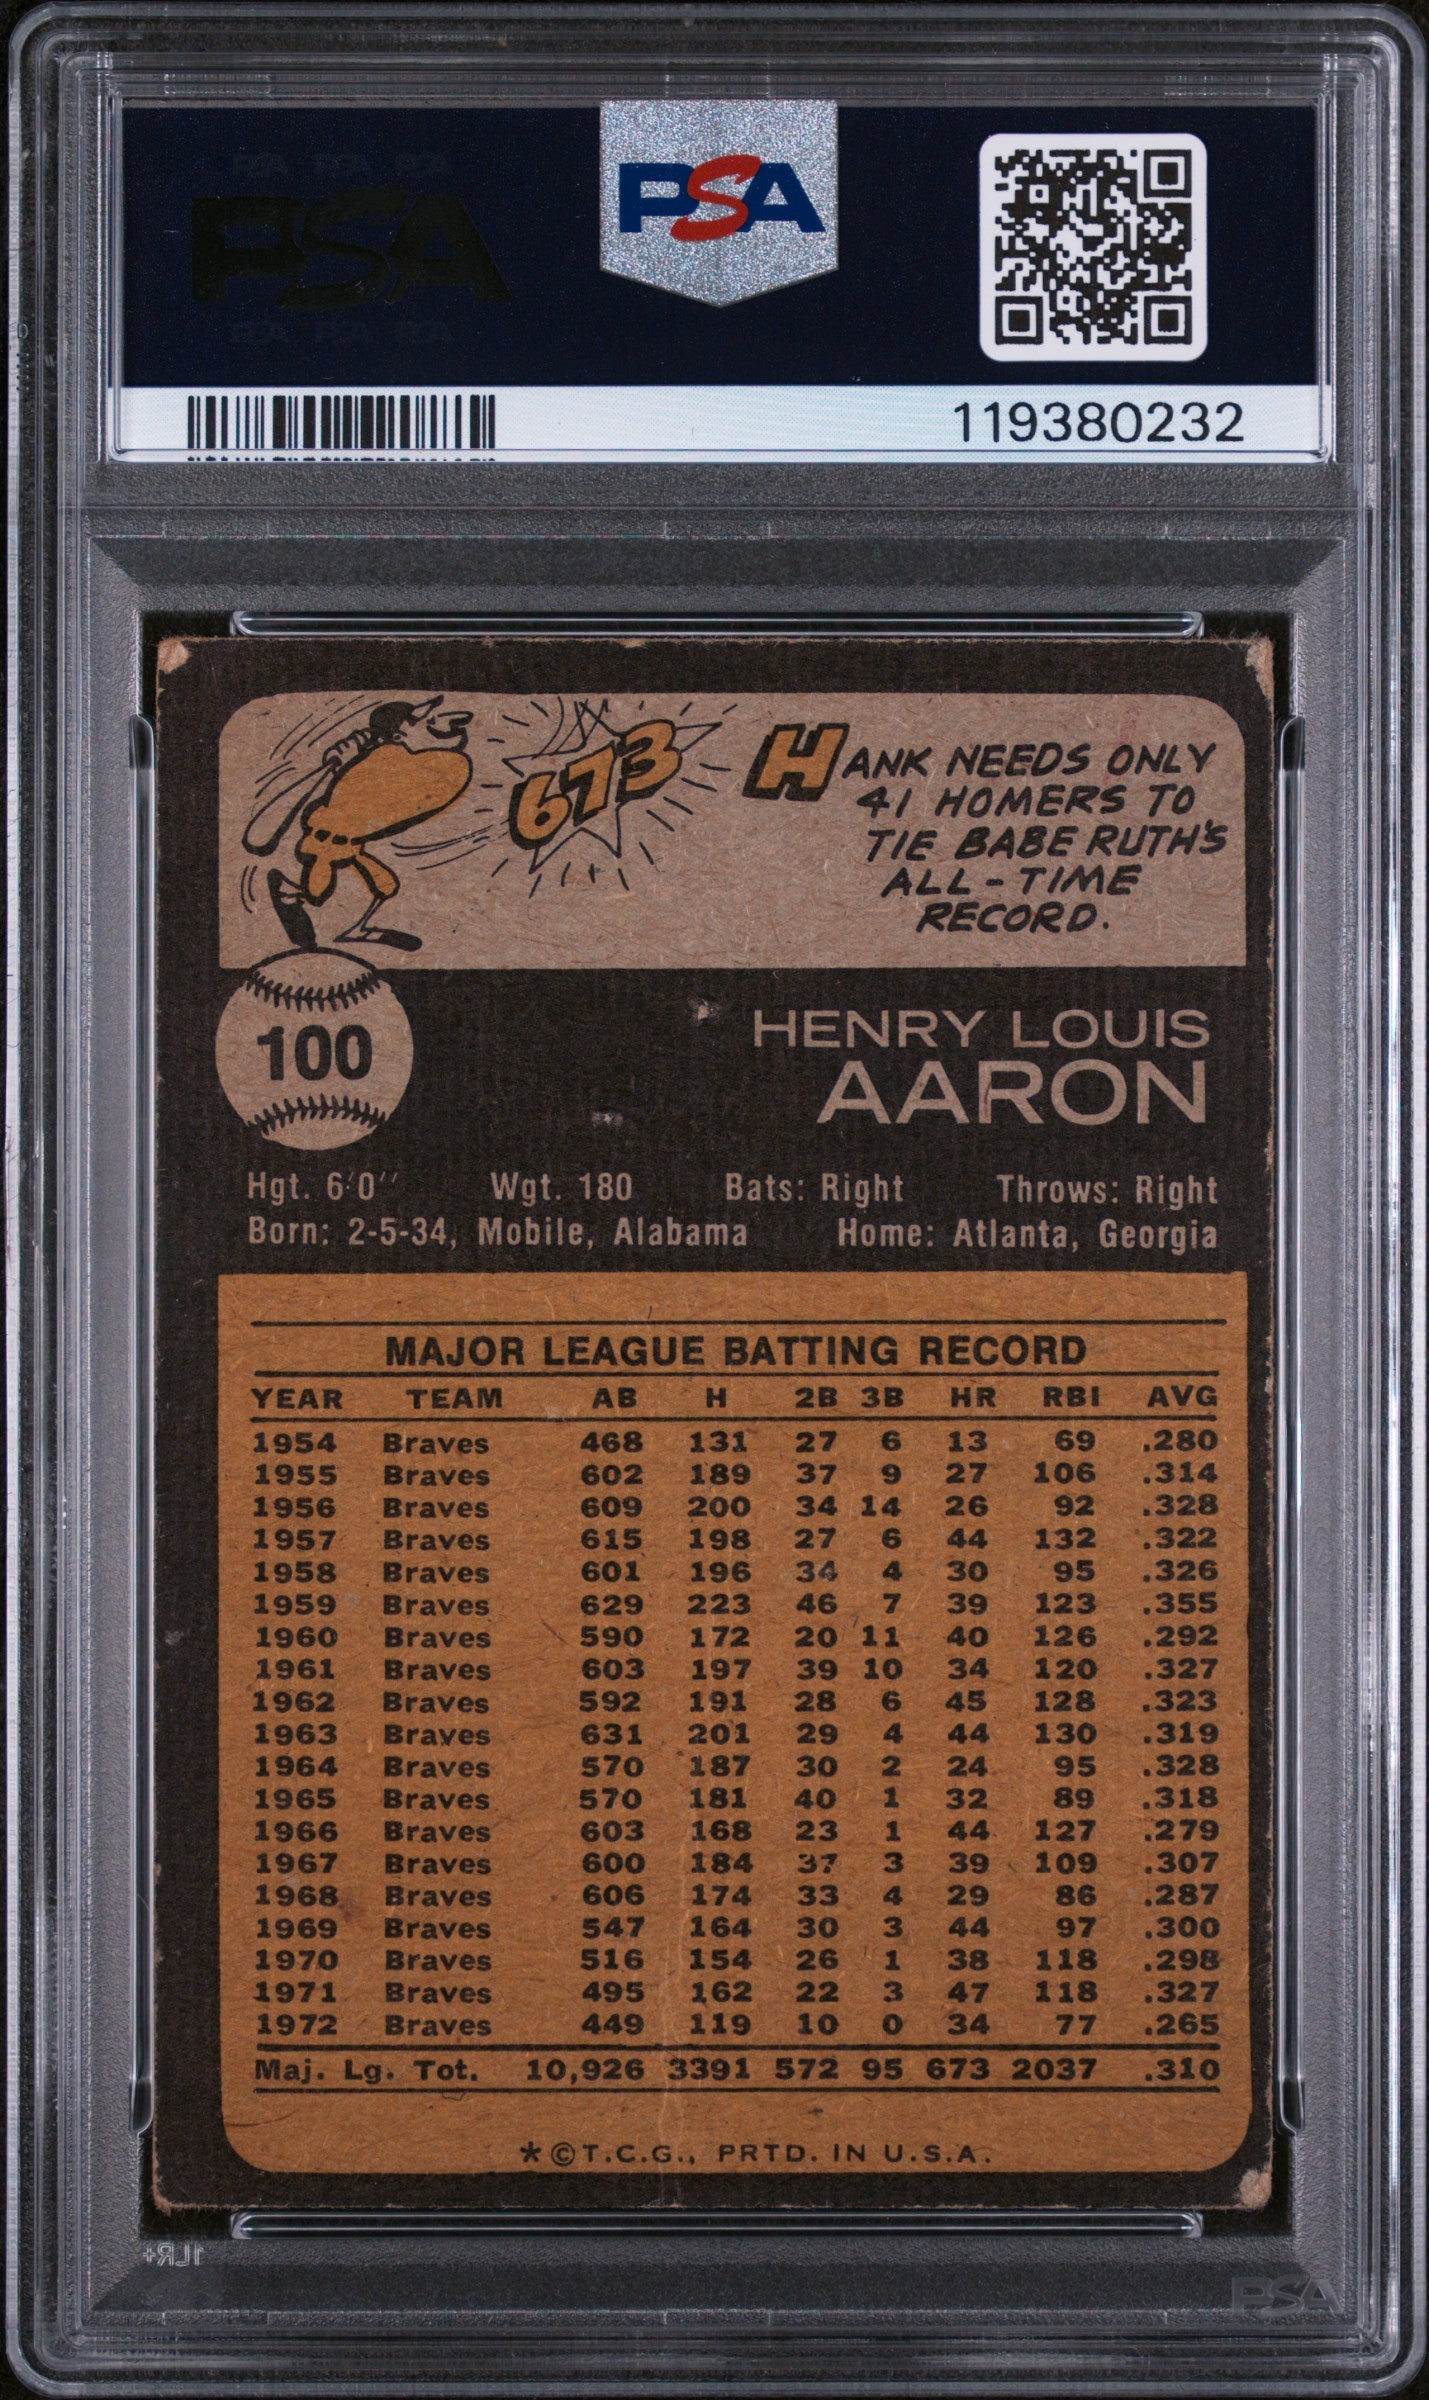 PSA PSA PSA
PSA
PSA
PSA PSA PSA
119380232
673
HANK NEEDS ONLY
41 HOMERS TO
TIE BABE RUTH'S
ALL-TIME
RECORD.
100
HENRY LOUIS
AARON
Hgt. 6'0'' Wgt. 180 Bats: Right Throws: Right
Born: 2-5-34, Mobile, Alabama Home: Atlanta, Georgia
MAJOR LEAGUE BATTING RECORD
YEAR TEAM AB H 2B 3B HR RBI AVG
1954 Braves 468 131 27 6 13 69 .280
1955 Braves 602 189 37 9 27 106 .314
1956 Braves 609 200 34 14 26 92 .328
1957 Braves 615 198 27 6 44 132 .322
1958 Braves 601 196 34 4 30 95 .326
1959 Braves 629 223 46 7 39 123 .355
1960 Braves 590 172 20 11 40 126 .292
1961 Braves 603 197 39 10 34 120 .327
1962 Braves 592 191 28 6 45 128 .323
1963 Braves 631 201 29 4 44 130 .319
1964 Braves 570 187 30 2 24 95 .328
1965 Braves 570 181 40 1 32 89 .318
1966 Braves 603 168 23 1 44 127 .279
1967 Braves 600 184 37 3 39 109 .307
1968 Braves 606 174 33 4 29 86 .287
1969 Braves 547 164 30 3 44 97 .300
1970 Braves 516 154 26 1 38 118 .298
1971 Braves 495 162 22 3 47 118 .327
1972 Braves 449 119 10 0 34 77 .265
Maj. Lg. Tot. 10,926 3391 572 95 673 2037 .310
*©T.C.G., PRTD. IN U.S.A.
1LR+
PSA